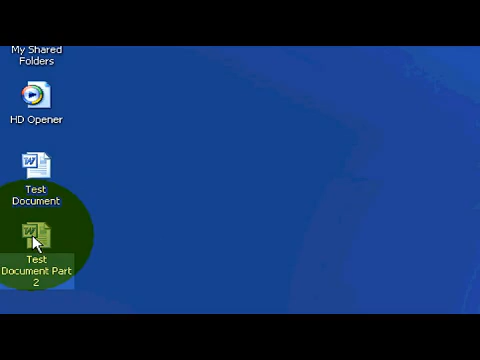 My Shared
Folders
HD Opener
Test
Document
Test
Document Part
2